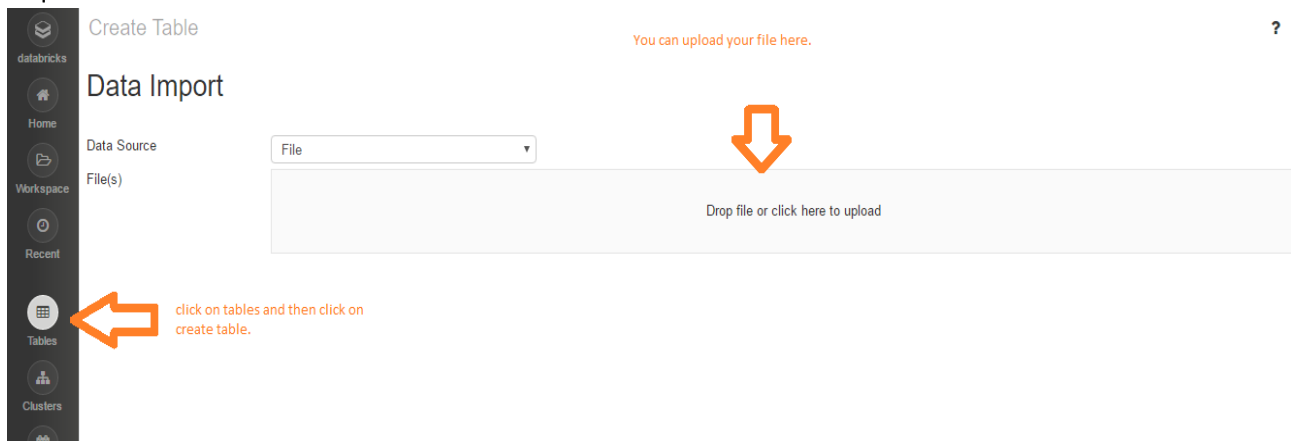 Create Table
You can upload your file here.
?
databricks
Data Import
Home
Data Source
File
File(s)
Workspace
Drop file or click here to upload
Recent
click on tables and then click on
create table.
Tables
Clusters